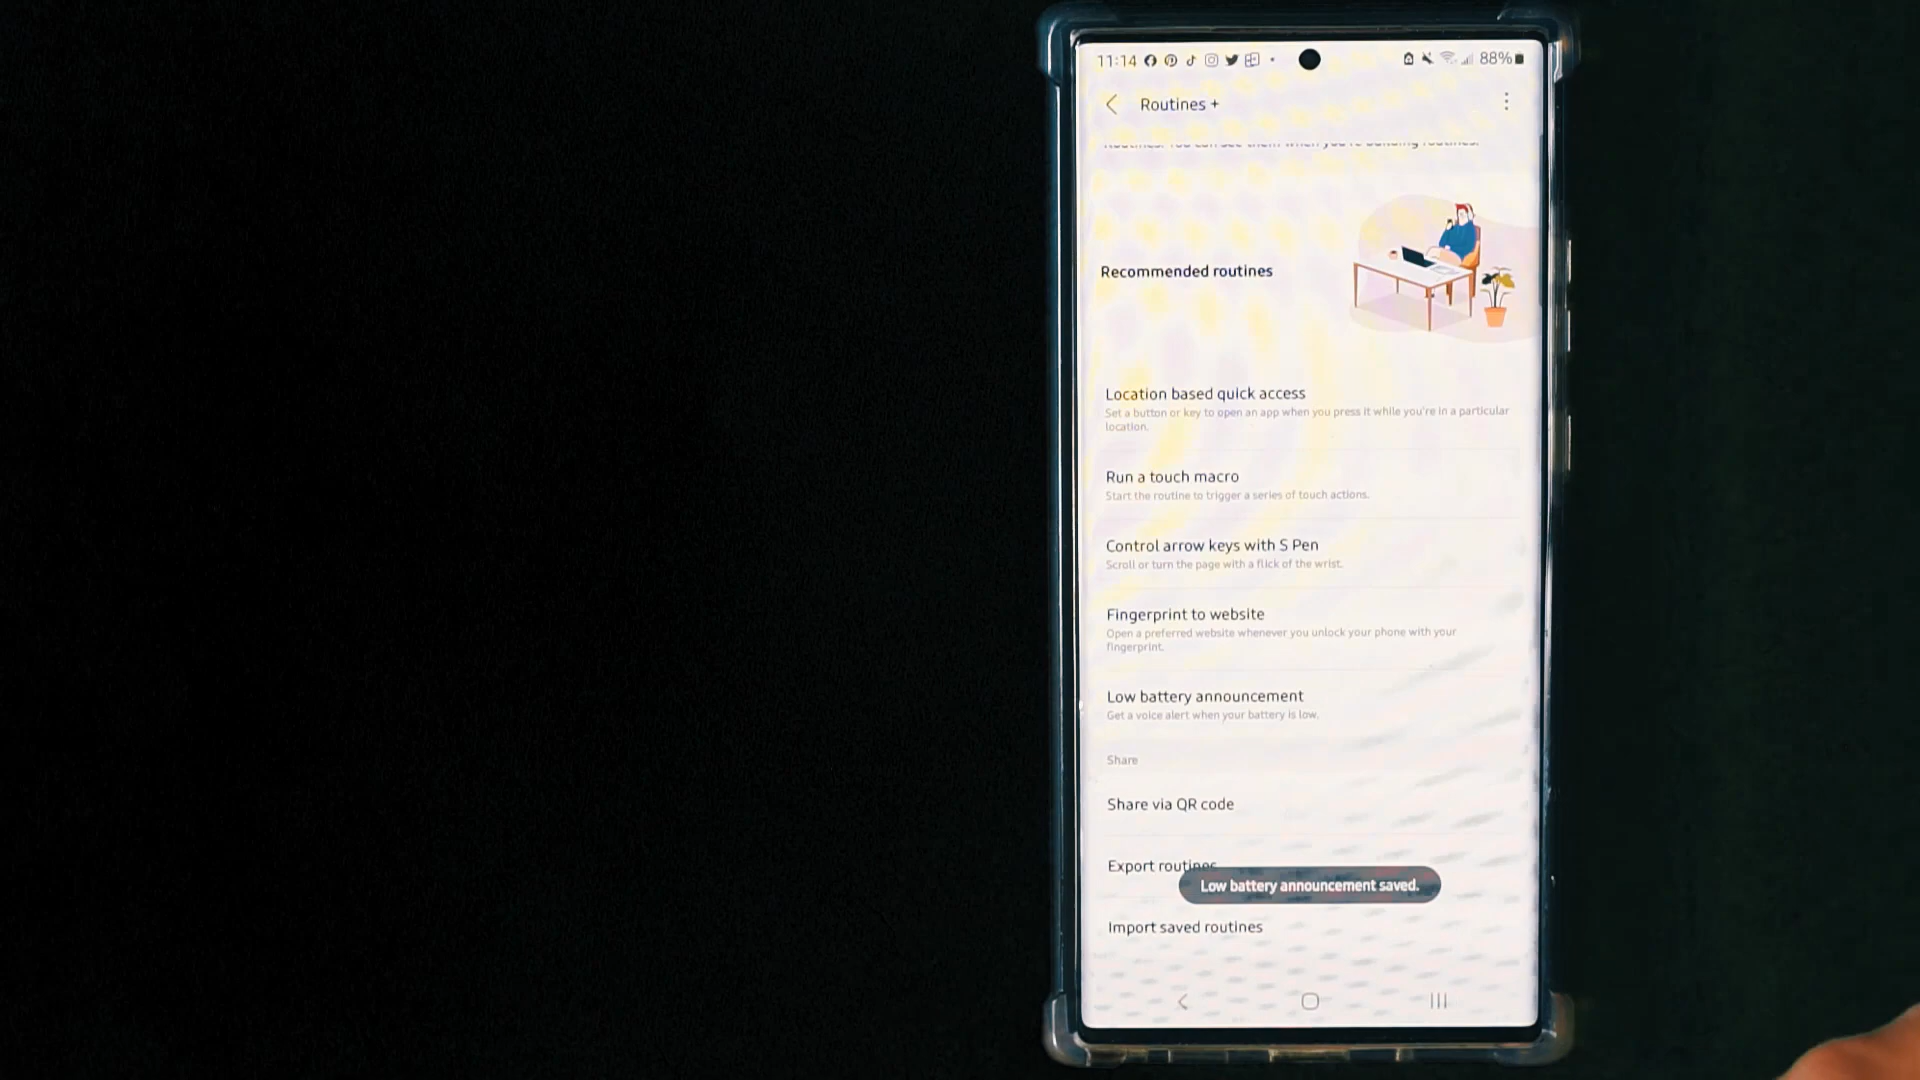 11:14
88%
Routines +
Recommended routines
Location based quick access
Set a button or key to open an app when you press it while you're in a particular
location.
Run a touch macro
Start the routine to trigger a series of touch actions.
Control arrow keys with S Pen
Scroll or turn the page with a flick of the wrist.
Fingerprint to website
Open a preferred website whenever you unlock your phone with your
fingerprint.
Low battery announcement
Get a voice alert when your battery is low.
Share
Share via QR code
Export routines
Low battery announcement saved.
Import saved routines